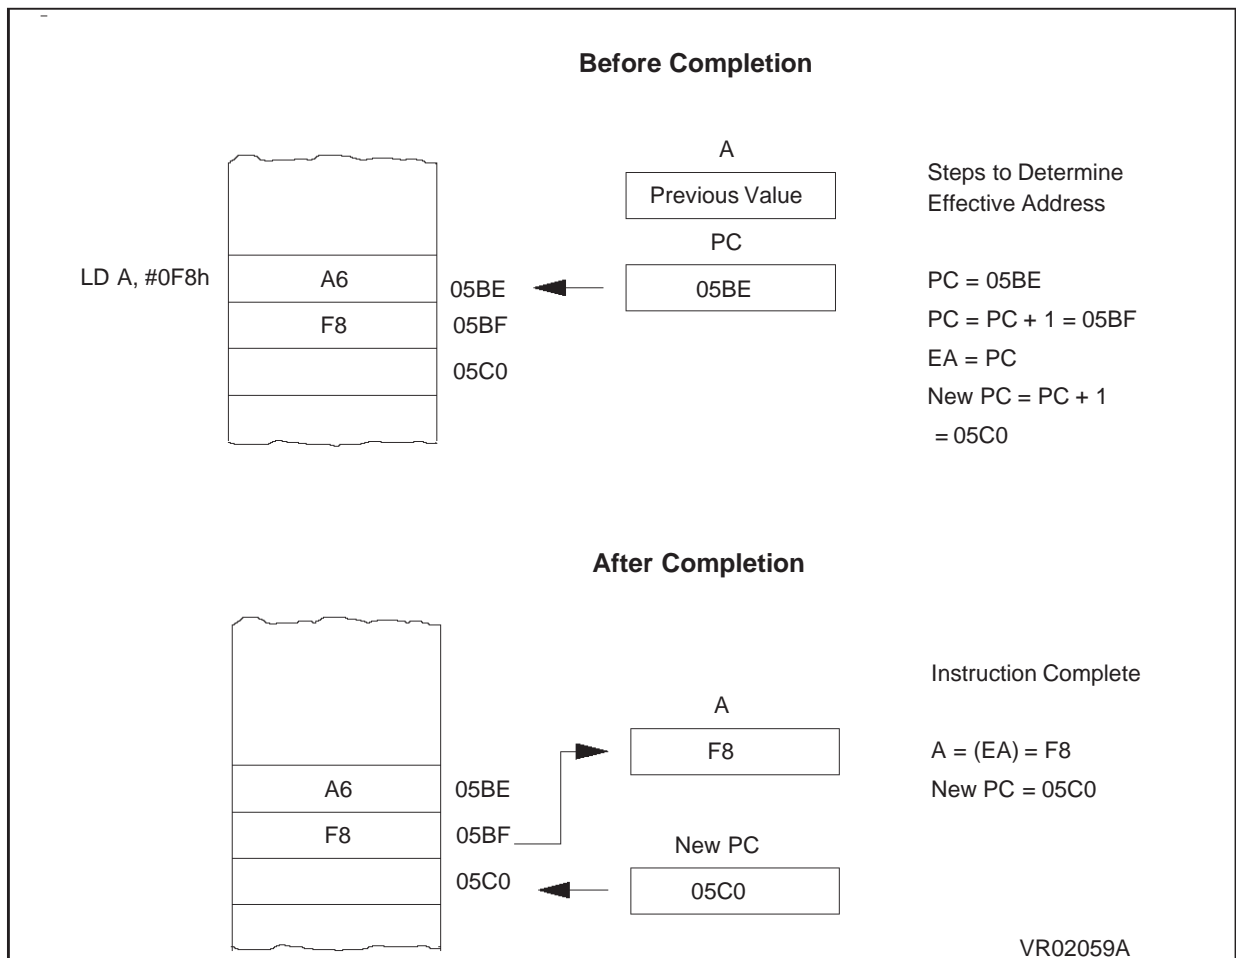 Before Completion
A
Previous Value
Steps to Determine
Effective Address
PC
LD A, #0F8h
A6
05BE
05BE
PC = 05BE
F8
05BF
PC = PC + 1 = 05BF
05C0
EA = PC
New PC = PC + 1
= 05C0
After Completion
Instruction Complete
A
F8
A = (EA) = F8
A6
05BE
New PC = 05C0
F8
05BF
New PC
05C0
05C0
VR02059A